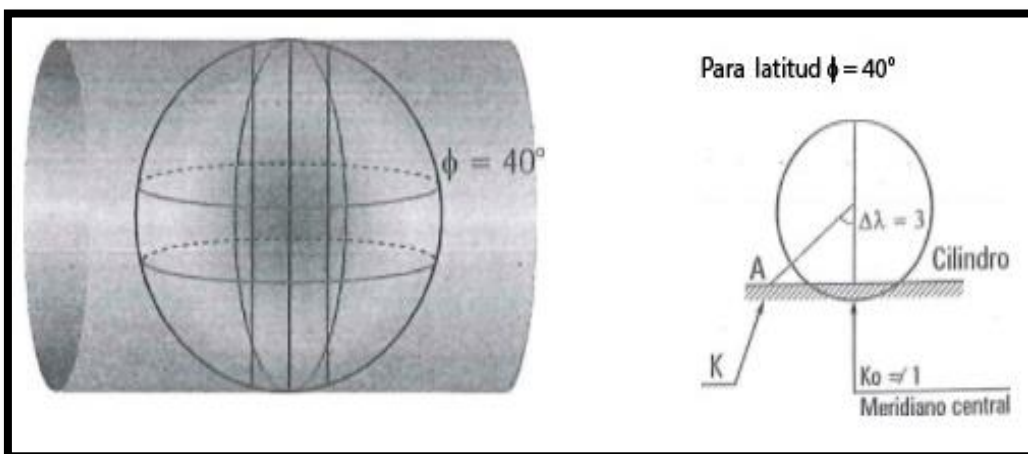 Para latitud ϕ = 40°
ϕ = 40°
Δλ = 3
A
Cilindro
K
Ko ≠ 1
Meridiano central